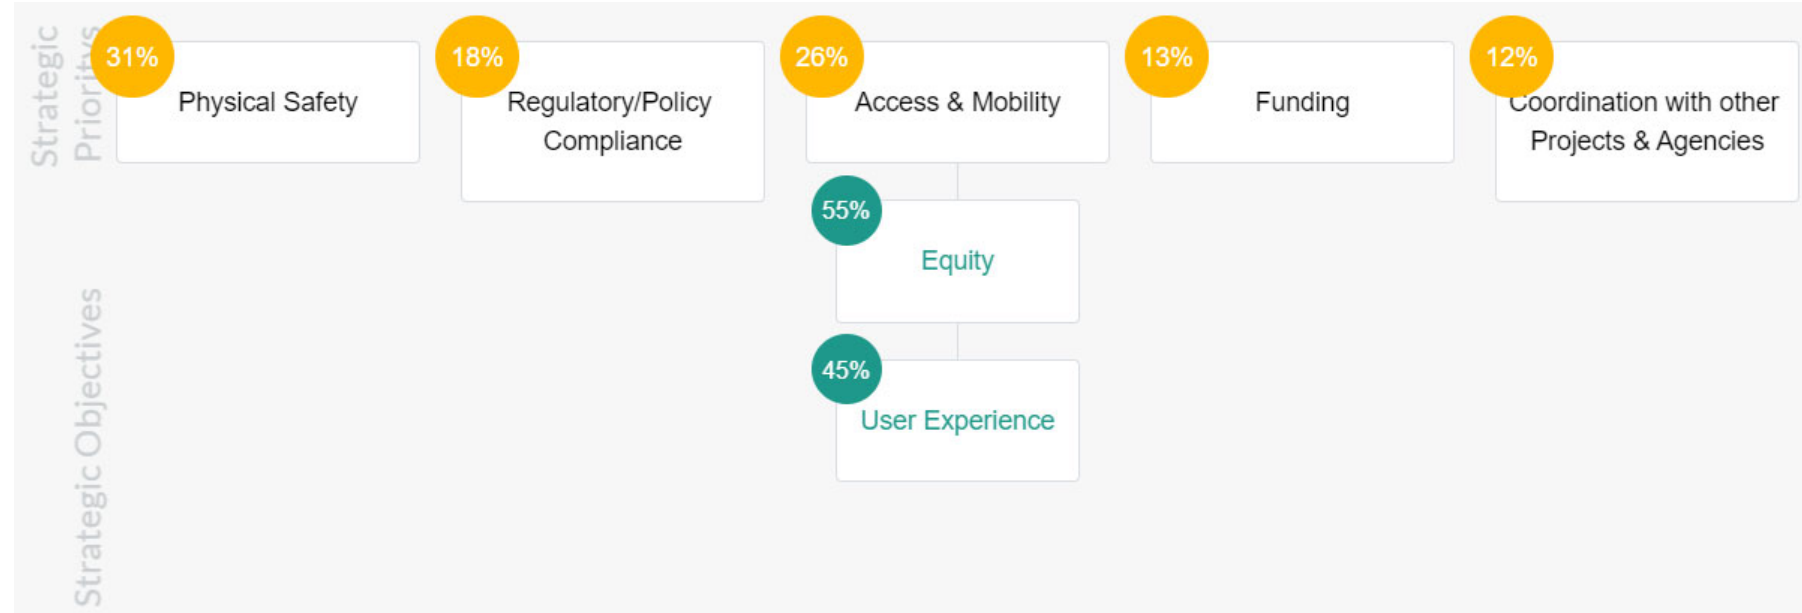 Strategic
Prioritys
31%
Physical Safety
18%
Regulatory/Policy
Compliance
26%
Access & Mobility
13%
Funding
12%
Coordination with other
Projects & Agencies
Strategic Objectives
55%
Equity
45%
User Experience